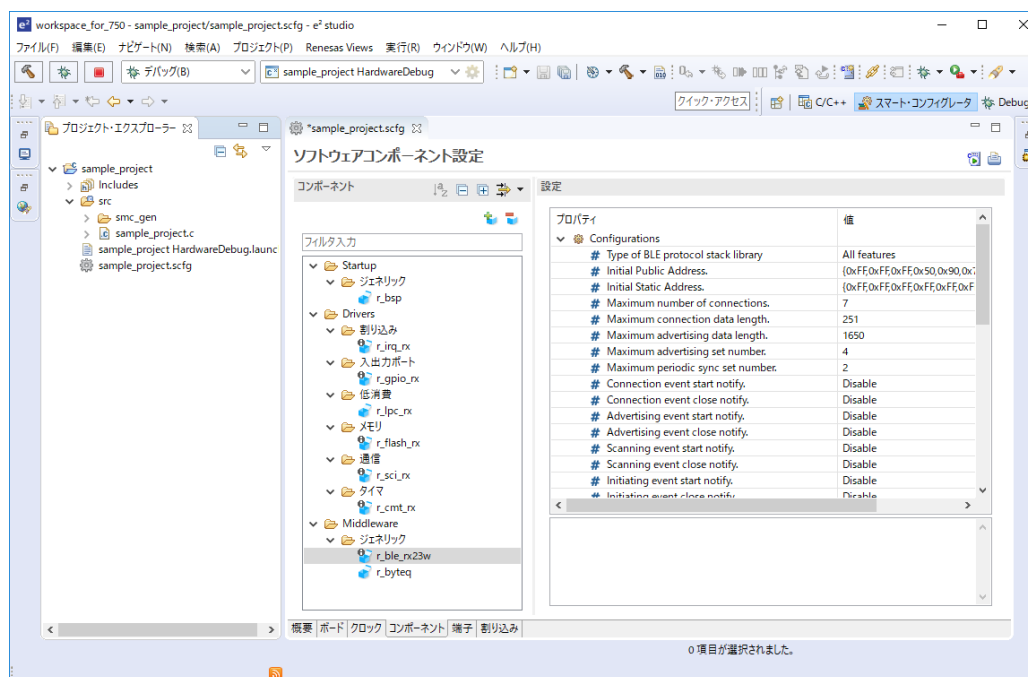 workspace_for_750 - sample_project/sample_project.scfg - e² studio
ファイル(F) 編集(E) ナビゲート(N) 検索(A) プロジェクト(P) Renesas Views 実行(R) ウィンドウ(W) ヘルプ(H)
デバッグ(B) sample_project HardwareDebug
クイック・アクセス C/C++ スマート・コンフィグレータ Debug
プロジェクト・エクスプローラー
sample_project
Includes
src
smc_gen
sample_project.c
sample_project HardwareDebug.launc
sample_project.scfg
*sample_project.scfg
ソフトウェアコンポーネント設定
コンポーネント
フィルタ入力
Startup
ジェネリック
r_bsp
Drivers
割り込み
r_irq_rx
入出力ポート
r_gpio_rx
低消費
r_lpc_rx
メモリ
r_flash_rx
通信
r_sci_rx
タイマ
r_cmt_rx
Middleware
ジェネリック
r_ble_rx23w
r_byteq
設定
プロパティ 値
Configurations
# Type of BLE protocol stack library All features
# Initial Public Address. {0xFF,0xFF,0xFF,0x50,0x90,0x7
# Initial Static Address. {0xFF,0xFF,0xFF,0xFF,0xFF,0xF
# Maximum number of connections. 7
# Maximum connection data length. 251
# Maximum advertising data length. 1650
# Maximum advertising set number. 4
# Maximum periodic sync set number. 2
# Connection event start notify. Disable
# Connection event close notify. Disable
# Advertising event start notify. Disable
# Advertising event close notify. Disable
# Scanning event start notify. Disable
# Scanning event close notify. Disable
# Initiating event start notify. Disable
# Initiating event close notify. Disable
概要 ボード クロック コンポーネント 端子 割り込み
0 項目が選択されました。